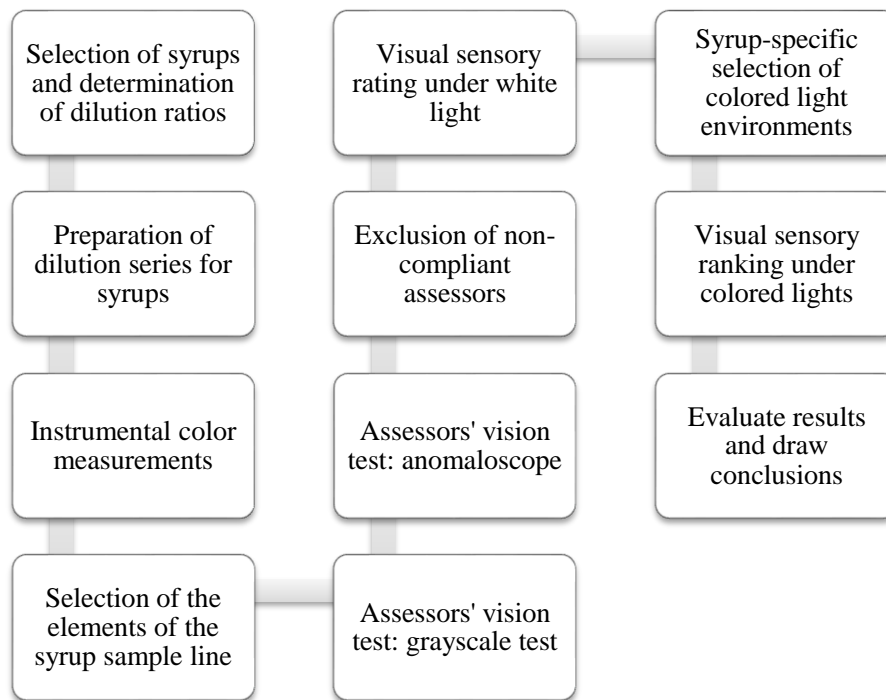 Selection of syrups
and determination
of dilution ratios
Preparation of
dilution series for
syrups
Instrumental color
measurements
Selection of the
elements of the
syrup sample line
Assessors' vision
test: grayscale test
Assessors' vision
test: anomaloscope
Exclusion of non-
compliant
assessors
Visual sensory
rating under white
light
Syrup-specific
selection of
colored light
environments
Visual sensory
ranking under
colored lights
Evaluate results
and draw
conclusions